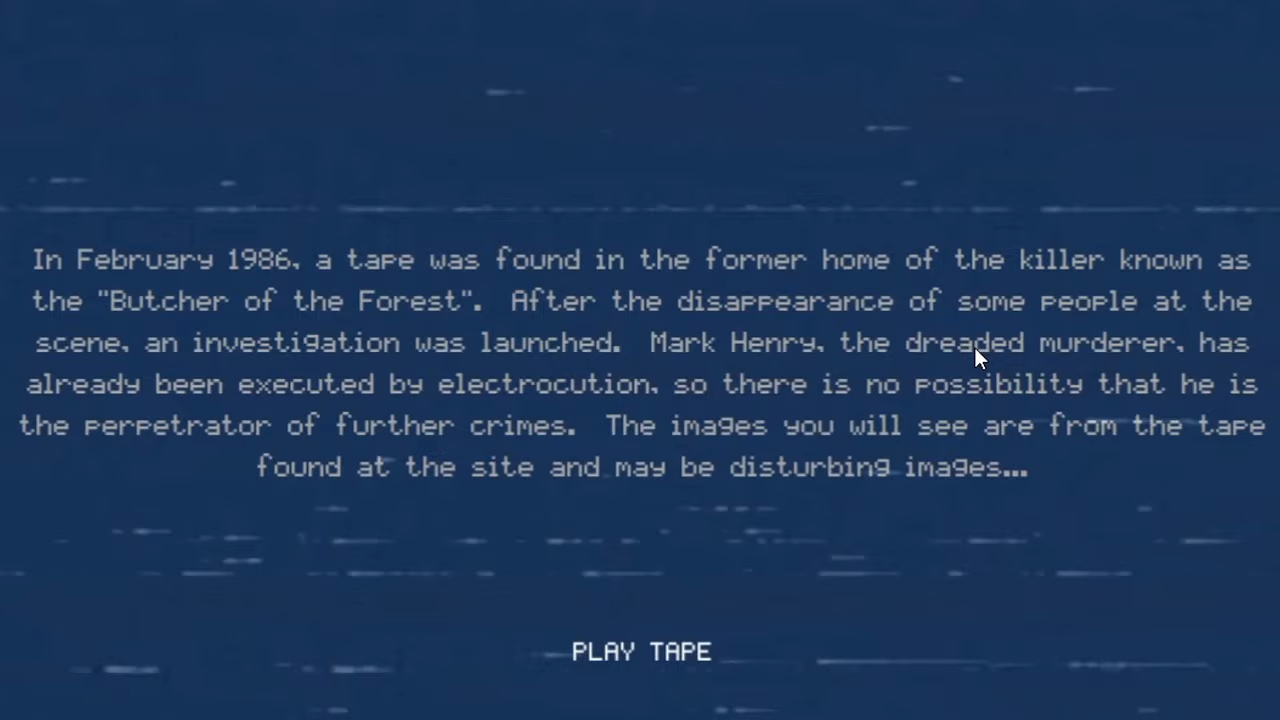 In February 1986, a tape was found in the former home of the killer known as
the "Butcher of the Forest".  After the disappearance of some people at the
scene, an investigation was launched.  Mark Henry, the dreaded murderer, has
already been executed by electrocution, so there is no possibility that he is
the perpetrator of further crimes.  The images you will see are from the tape
found at the site and may be disturbing images...
PLAY TAPE